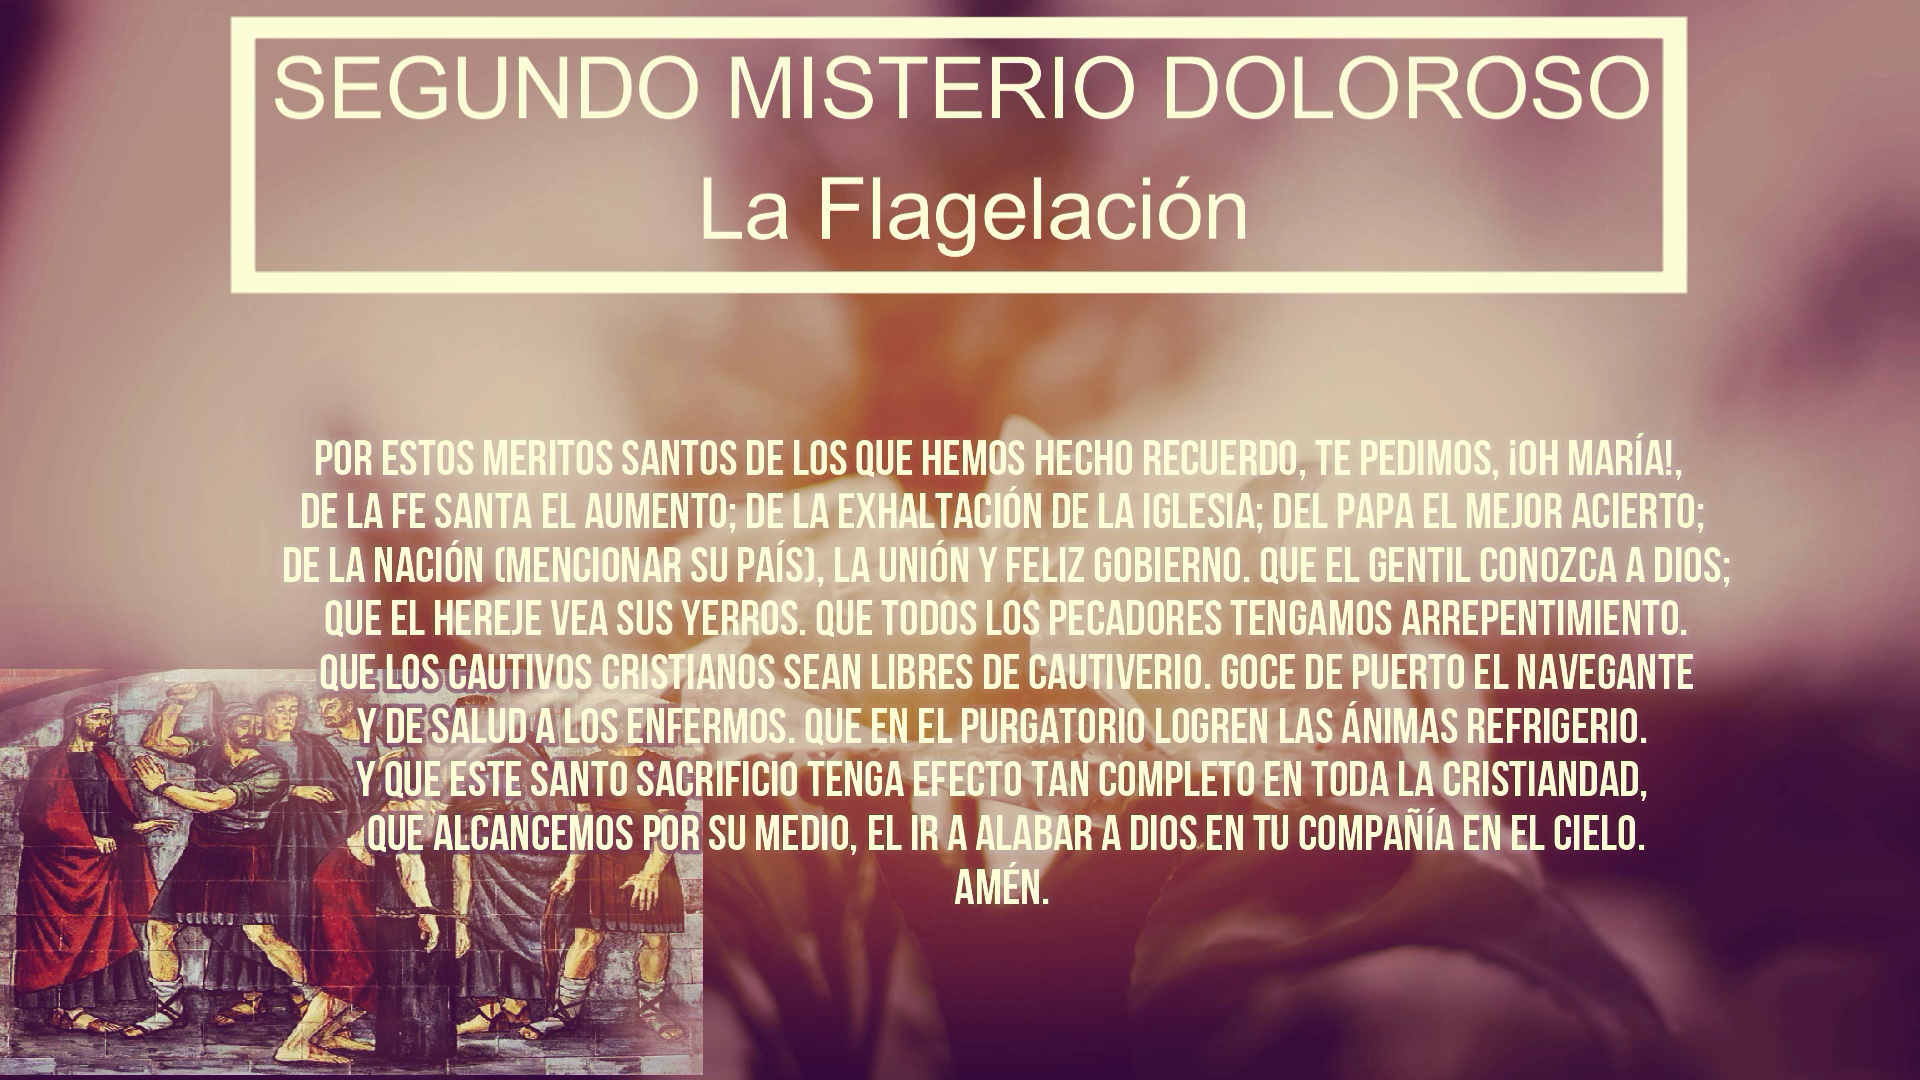 SEGUNDO MISTERIO DOLOROSO
La Flagelación
POR ESTOS MERITOS SANTOS DE LOS QUE HEMOS HECHO RECUERDO, TE PEDIMOS, ¡OH MARÍA!,
DE LA FE SANTA EL AUMENTO; DE LA EXHALTACIÓN DE LA IGLESIA; DEL PAPA EL MEJOR ACIERTO;
DE LA NACIÓN (MENCIONAR SU PAÍS), LA UNIÓN Y FELIZ GOBIERNO. QUE EL GENTIL CONOZCA A DIOS;
QUE EL HEREJE VEA SUS YERROS. QUE TODOS LOS PECADORES TENGAMOS ARREPENTIMIENTO.
QUE LOS CAUTIVOS CRISTIANOS SEAN LIBRES DE CAUTIVERIO. GOCE DE PUERTO EL NAVEGANTE
Y DE SALUD A LOS ENFERMOS. QUE EN EL PURGATORIO LOGREN LAS ÁNIMAS REFRIGERIO.
Y QUE ESTE SANTO SACRIFICIO TENGA EFECTO TAN COMPLETO EN TODA LA CRISTIANDAD,
QUE ALCANCEMOS POR SU MEDIO, EL IR A ALABAR A DIOS EN TU COMPAÑÍA EN EL CIELO.
AMÉN.